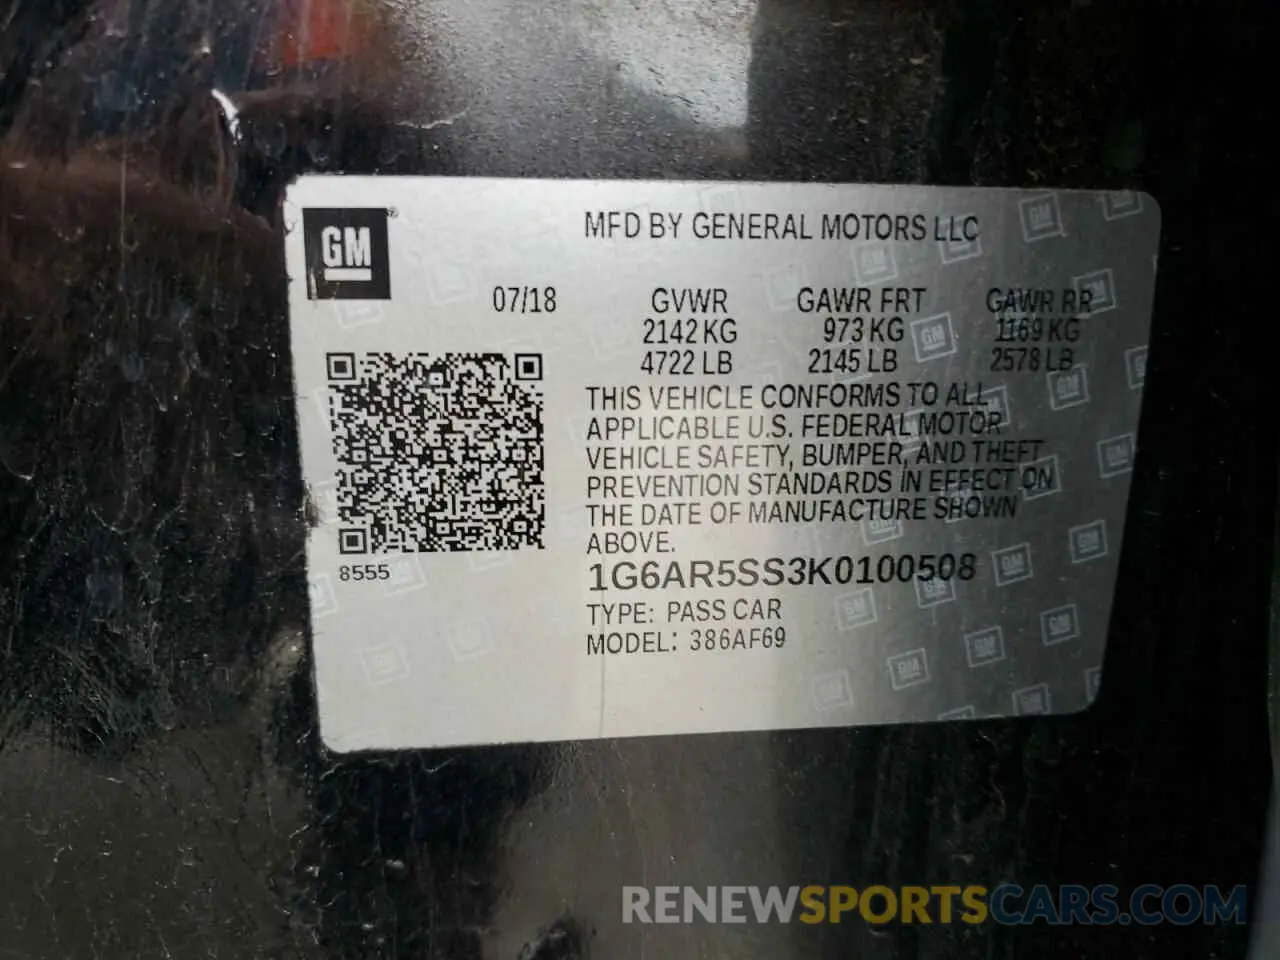 GM
MFD BY GENERAL MOTORS LLC
07/18 GVWR GAWR FRT GAWR RR
2142 KG 973 KG 1169 KG
4722 LB 2145 LB 2578 LB
THIS VEHICLE CONFORMS TO ALL
APPLICABLE U.S. FEDERAL MOTOR
VEHICLE SAFETY, BUMPER, AND THEFT
PREVENTION STANDARDS IN EFFECT ON
THE DATE OF MANUFACTURE SHOWN
ABOVE.
8555
1G6AR5SS3K0100508
TYPE: PASS CAR
MODEL: 386AF69
RENEWSPORTSCARS.COM